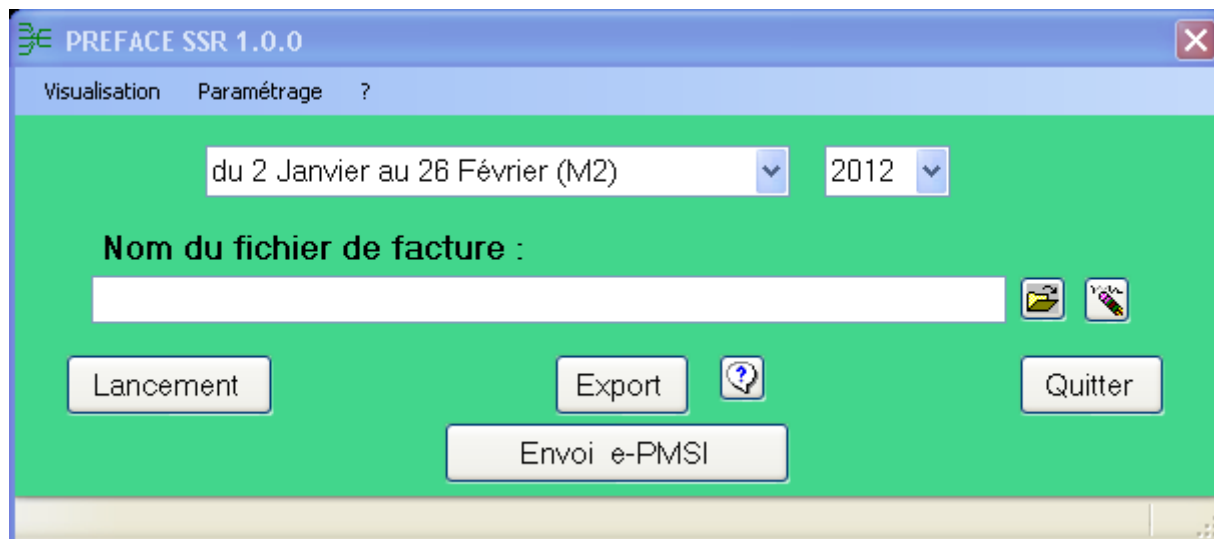 PREFACE SSR 1.0.0
Visualisation Paramétrage ?
du 2 Janvier au 26 Février (M2) 2012
Nom du fichier de facture :
Lancement Export Quitter
Envoi e-PMSI